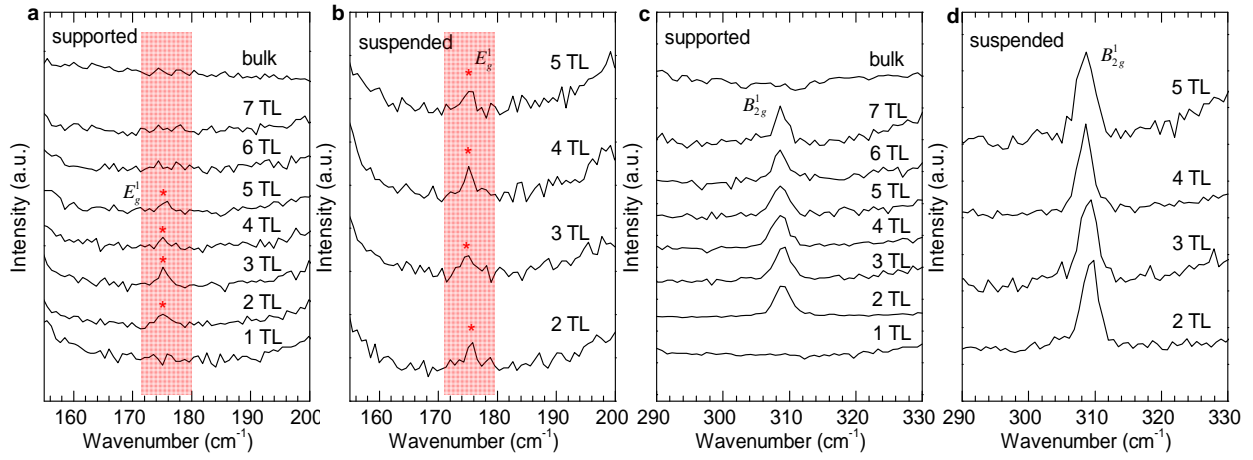 a
supported
bulk
7 TL
6 TL
5 TL
E_g^1
*
4 TL
*
3 TL
*
2 TL
*
1 TL
Intensity (a.u.)
160 170 180 190 200
Wavenumber (cm⁻¹)
b
suspended
E_g^1
*
5 TL
*
4 TL
*
3 TL
*
2 TL
Intensity (a.u.)
160 170 180 190 200
Wavenumber (cm⁻¹)
c
supported
bulk
B_{2g}^1
7 TL
6 TL
5 TL
4 TL
3 TL
2 TL
1 TL
Intensity (a.u.)
290 300 310 320 330
Wavenumber (cm⁻¹)
d
suspended
B_{2g}^1
5 TL
4 TL
3 TL
2 TL
Intensity (a.u.)
290 300 310 320 330
Wavenumber (cm⁻¹)